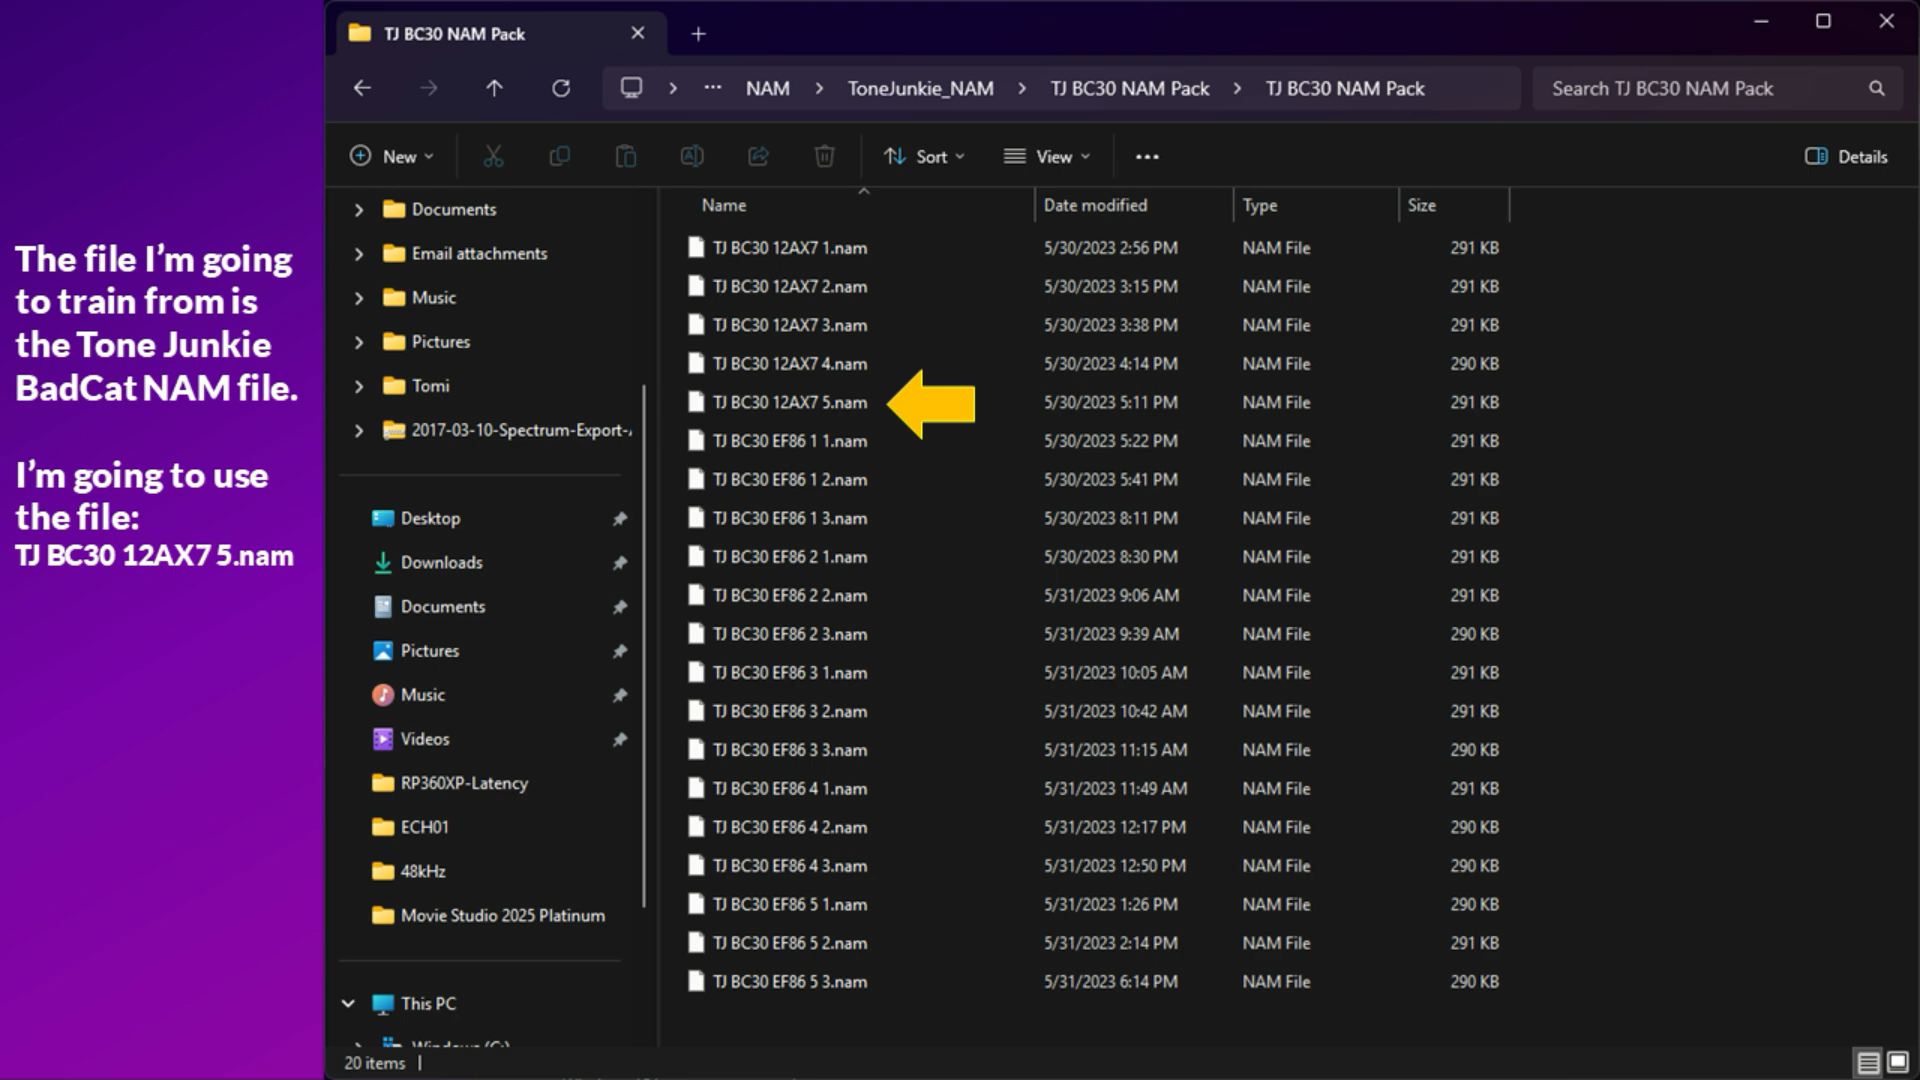 The file I'm going
to train from is
the Tone Junkie
BadCat NAM file.
I'm going to use
the file:
TJ BC30 12AX7 5.nam
TJ BC30 NAM Pack
NAM
ToneJunkie_NAM
TJ BC30 NAM Pack
TJ BC30 NAM Pack
Search TJ BC30 NAM Pack
New
Sort
View
Details
Documents
Email attachments
Music
Pictures
Tomi
2017-03-10-Spectrum-Export-
Desktop
Downloads
Documents
Pictures
Music
Videos
RP360XP-Latency
ECH01
48kHz
Movie Studio 2025 Platinum
This PC
Windows (C:)
Name Date modified Type Size
TJ BC30 12AX7 1.nam 5/30/2023 2:56 PM NAM File 291 KB
TJ BC30 12AX7 2.nam 5/30/2023 3:15 PM NAM File 291 KB
TJ BC30 12AX7 3.nam 5/30/2023 3:38 PM NAM File 291 KB
TJ BC30 12AX7 4.nam 5/30/2023 4:14 PM NAM File 290 KB
TJ BC30 12AX7 5.nam 5/30/2023 5:11 PM NAM File 291 KB
TJ BC30 EF86 1 1.nam 5/30/2023 5:22 PM NAM File 291 KB
TJ BC30 EF86 1 2.nam 5/30/2023 5:41 PM NAM File 291 KB
TJ BC30 EF86 1 3.nam 5/30/2023 8:11 PM NAM File 291 KB
TJ BC30 EF86 2 1.nam 5/30/2023 8:30 PM NAM File 291 KB
TJ BC30 EF86 2 2.nam 5/31/2023 9:06 AM NAM File 291 KB
TJ BC30 EF86 2 3.nam 5/31/2023 9:39 AM NAM File 290 KB
TJ BC30 EF86 3 1.nam 5/31/2023 10:05 AM NAM File 291 KB
TJ BC30 EF86 3 2.nam 5/31/2023 10:42 AM NAM File 291 KB
TJ BC30 EF86 3 3.nam 5/31/2023 11:15 AM NAM File 290 KB
TJ BC30 EF86 4 1.nam 5/31/2023 11:49 AM NAM File 291 KB
TJ BC30 EF86 4 2.nam 5/31/2023 12:17 PM NAM File 290 KB
TJ BC30 EF86 4 3.nam 5/31/2023 12:50 PM NAM File 290 KB
TJ BC30 EF86 5 1.nam 5/31/2023 1:26 PM NAM File 290 KB
TJ BC30 EF86 5 2.nam 5/31/2023 2:14 PM NAM File 291 KB
TJ BC30 EF86 5 3.nam 5/31/2023 6:14 PM NAM File 290 KB
20 items